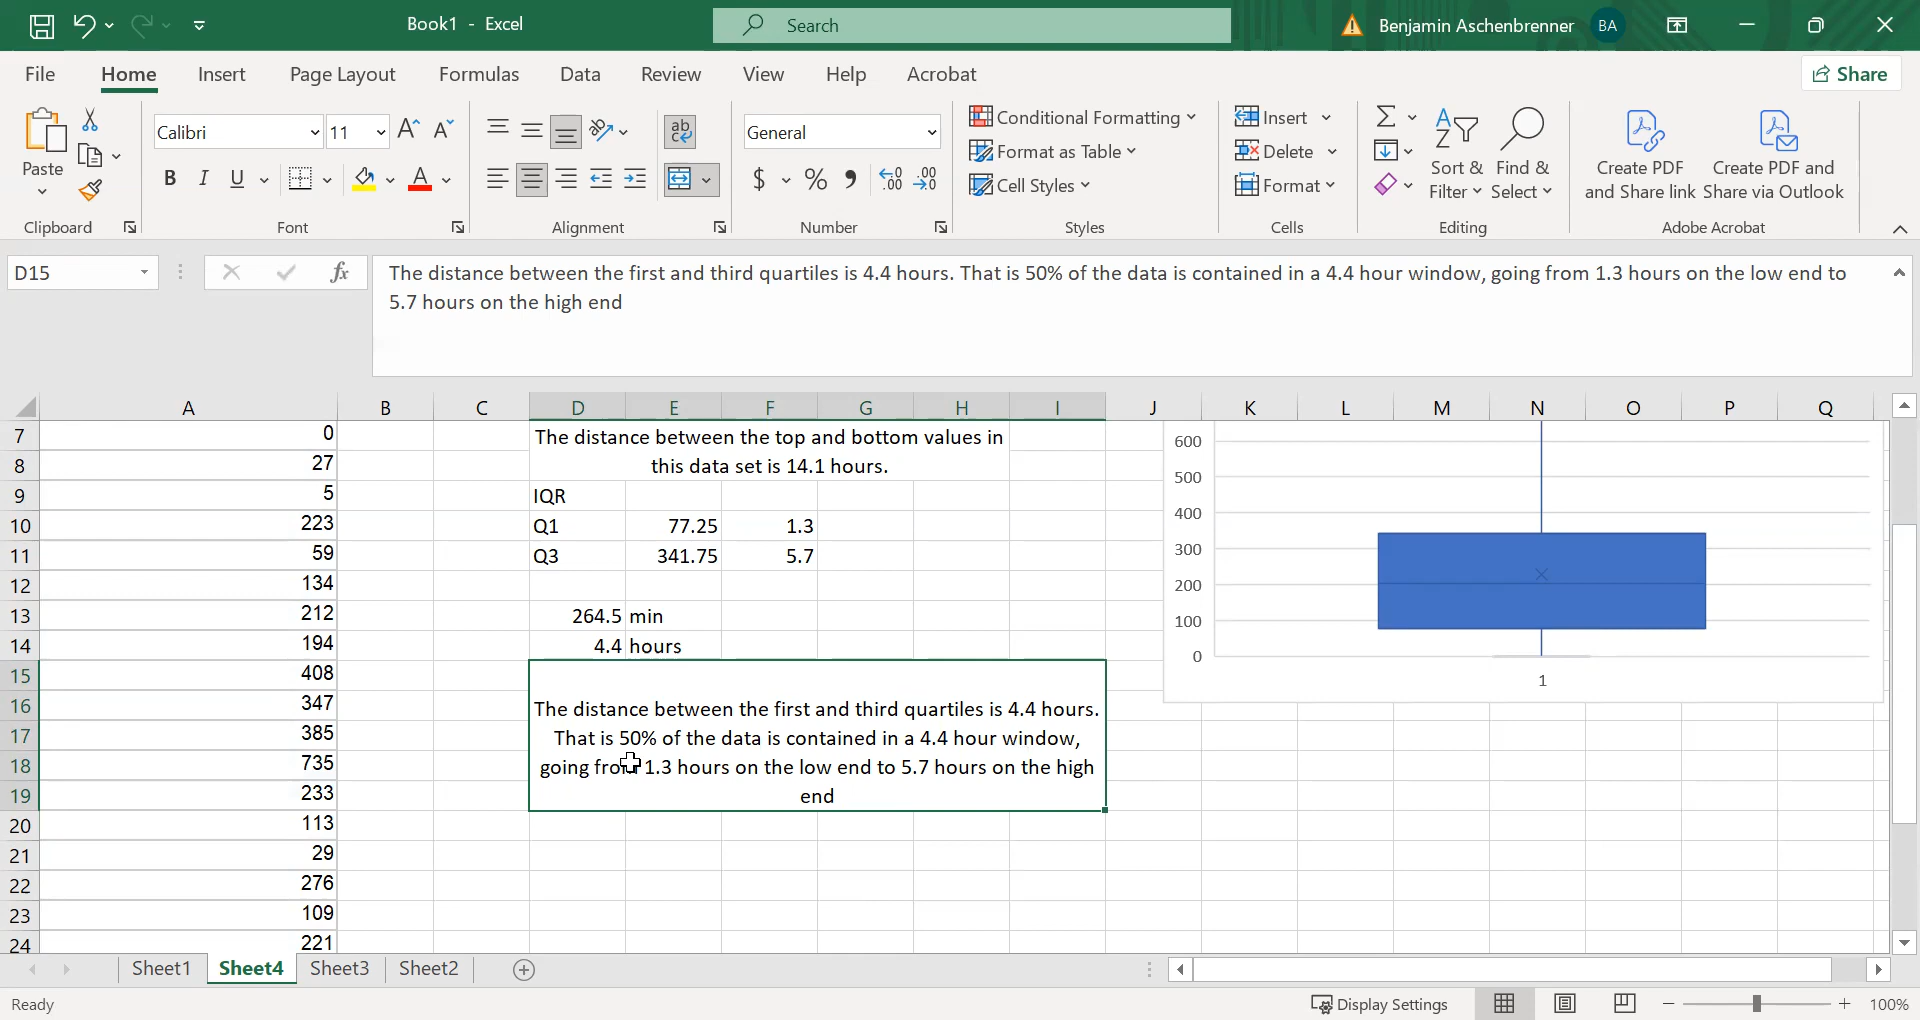 Book1 - Excel
Search
Benjamin Aschenbrenner BA
File Home Insert Page Layout Formulas Data Review View Help Acrobat Share
Paste
Clipboard
Calibri 11 A A
B I U A
Font
ab
Alignment
General
$ % 9 .00 .00
Number
Conditional Formatting
Format as Table
Cell Styles
Styles
Insert
Delete
Format
Cells
Sort & Filter
Find & Select
Editing
Create PDF and Share link
Create PDF and Share via Outlook
Adobe Acrobat
D15 fx
The distance between the first and third quartiles is 4.4 hours. That is 50% of the data is contained in a 4.4 hour window, going from 1.3 hours on the low end to
5.7 hours on the high end
A B C D E F G H I J K L M N O P Q
7 0 The distance between the top and bottom values in
8 27 this data set is 14.1 hours.
9 5 IQR
10 223 Q1 77.25 1.3
11 59 Q3 341.75 5.7
12 134
13 212 264.5 min
14 194 4.4 hours
15 408
16 347 The distance between the first and third quartiles is 4.4 hours.
17 385 That is 50% of the data is contained in a 4.4 hour window,
18 735 going from 1.3 hours on the low end to 5.7 hours on the high
19 233 end
20 113
21 29
22 276
23 109
24 221
600
500
400
300
200
100
0
1
Sheet1 Sheet4 Sheet3 Sheet2
Ready Display Settings 100%